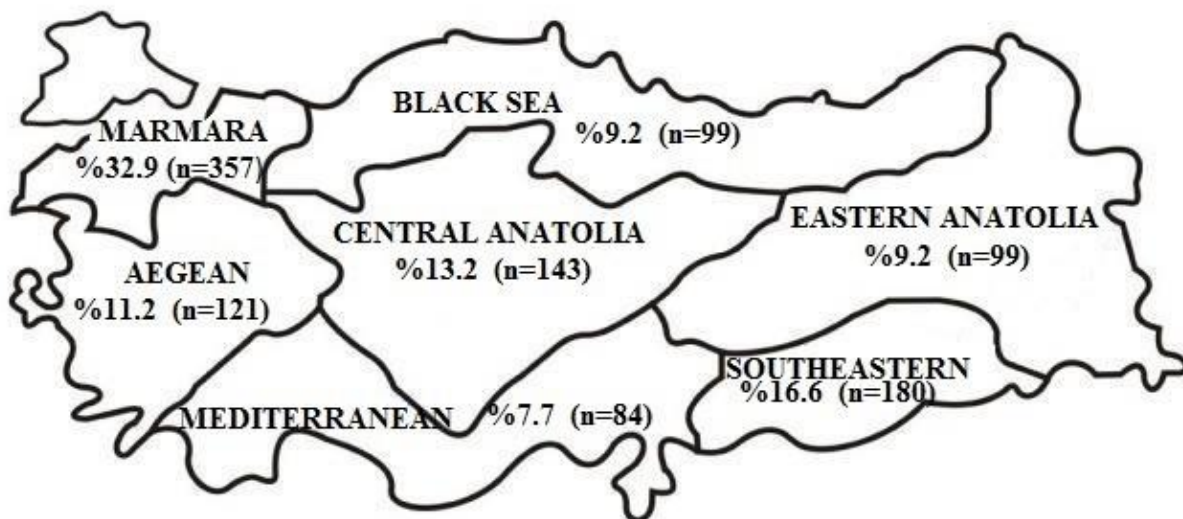 BLACK SEA
%9.2 (n=99)
MARMARA
%32.9 (n=357)
EASTERN ANATOLIA
%9.2 (n=99)
CENTRAL ANATOLIA
%13.2 (n=143)
AEGEAN
%11.2 (n=121)
SOUTHEASTERN
%16.6 (n=180)
MEDITERRANEAN
%7.7 (n=84)